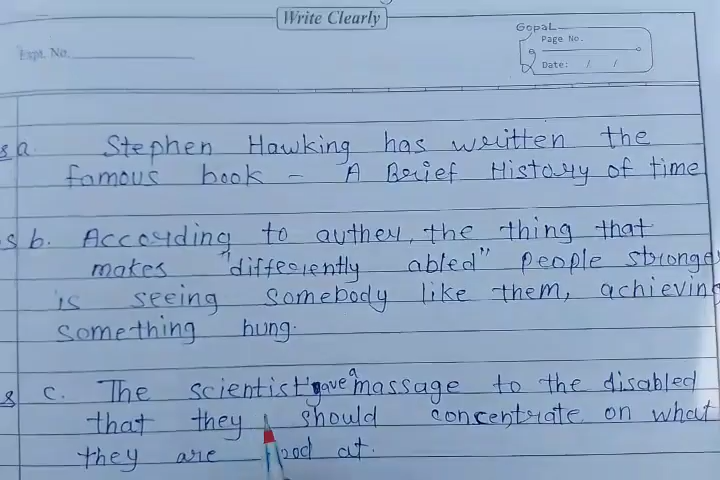 Write Clearly
GopaL
Page No.
Expt. No.
Date: / /
s a Stephen Hawking has written the
famous book - A Brief History of time
s b. According to auther, the thing that
makes "differently abled" people stronge
is seeing somebody like them, achieving
something hung.
s c. The scientist gave a massage to the disabled
that they should concentrate on what
they are at.